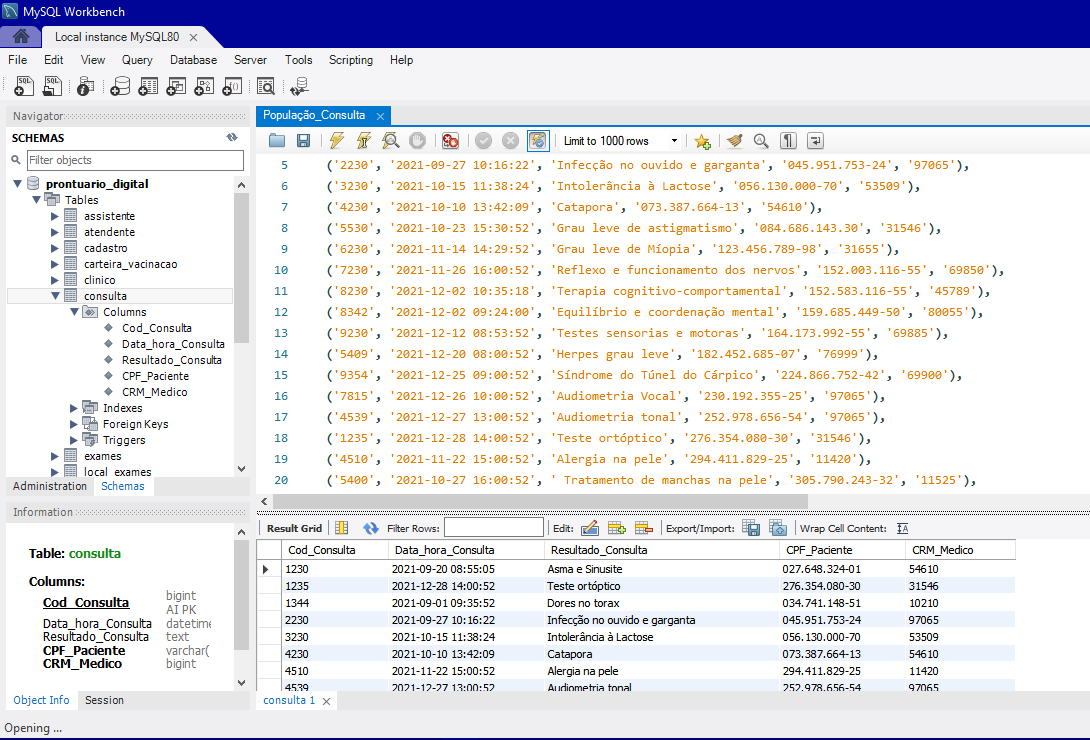 MySQL Workbench
Local instance MySQL80
File Edit View Query Database Server Tools Scripting Help
Navigator
SCHEMAS
Filter objects
prontuario_digital
Tables
assistente
atendente
cadastro
carteira_vacinacao
clinico
consulta
Columns
Cod_Consulta
Data_hora_Consulta
Resultado_Consulta
CPF_Paciente
CRM_Medico
Indexes
Foreign Keys
Triggers
exames
local_exames
Administration Schemas
Information
Table: consulta
Columns:
Cod_Consulta bigint AI PK
Data_hora_Consulta datetime
Resultado_Consulta text
CPF_Paciente varchar(
CRM_Medico bigint
Object Info Session
Opening ...
População_Consulta
Limit to 1000 rows
5 ('2230', '2021-09-27 10:16:22', 'Infecção no ouvido e garganta', '045.951.753-24', '97065'),
6 ('3230', '2021-10-15 11:38:24', 'Intolerância à Lactose', '056.130.000-70', '53509'),
7 ('4230', '2021-10-10 13:42:09', 'Catapora', '073.387.664-13', '54610'),
8 ('5530', '2021-10-23 15:30:52', 'Grau leve de astigmatismo', '084.686.143.30', '31546'),
9 ('6230', '2021-11-14 14:29:52', 'Grau leve de Míopia', '123.456.789-98', '31655'),
10 ('7230', '2021-11-26 16:00:52', 'Reflexo e funcionamento dos nervos', '152.003.116-55', '69850'),
11 ('8230', '2021-12-02 10:35:18', 'Terapia cognitivo-comportamental', '152.583.116-55', '45789'),
12 ('8342', '2021-12-02 09:24:00', 'Equilíbrio e coordenação mental', '159.685.449-50', '80055'),
13 ('9230', '2021-12-12 08:53:52', 'Testes sensorias e motoras', '164.173.992-55', '69885'),
14 ('5409', '2021-12-20 08:00:52', 'Herpes grau leve', '182.452.685-07', '76999'),
15 ('9354', '2021-12-25 09:00:52', 'Síndrome do Túnel do Cárpico', '224.866.752-42', '69900'),
16 ('7815', '2021-12-26 10:00:52', 'Audiometria Vocal', '230.192.355-25', '97065'),
17 ('4539', '2021-12-27 13:00:52', 'Audiometria tonal', '252.978.656-54', '97065'),
18 ('1235', '2021-12-28 14:00:52', 'Teste ortóptico', '276.354.080-30', '31546'),
19 ('4510', '2021-11-22 15:00:52', 'Alergia na pele', '294.411.829-25', '11420'),
20 ('5400', '2021-10-27 16:00:52', ' Tratamento de manchas na pele', '305.790.243-32', '11525'),
Result Grid Filter Rows: Edit: Export/Import: Wrap Cell Content:
Cod_Consulta Data_hora_Consulta Resultado_Consulta CPF_Paciente CRM_Medico
1230 2021-09-20 08:55:05 Asma e Sinusite 027.648.324-01 54610
1235 2021-12-28 14:00:52 Teste ortóptico 276.354.080-30 31546
1344 2021-09-01 09:35:52 Dores no torax 034.741.148-51 10210
2230 2021-09-27 10:16:22 Infecção no ouvido e garganta 045.951.753-24 97065
3230 2021-10-15 11:38:24 Intolerância à Lactose 056.130.000-70 53509
4230 2021-10-10 13:42:09 Catapora 073.387.664-13 54610
4510 2021-11-22 15:00:52 Alergia na pele 294.411.829-25 11420
4539 2021-12-27 13:00:52 Audiometria tonal 252.978.656-54 97065
consulta 1